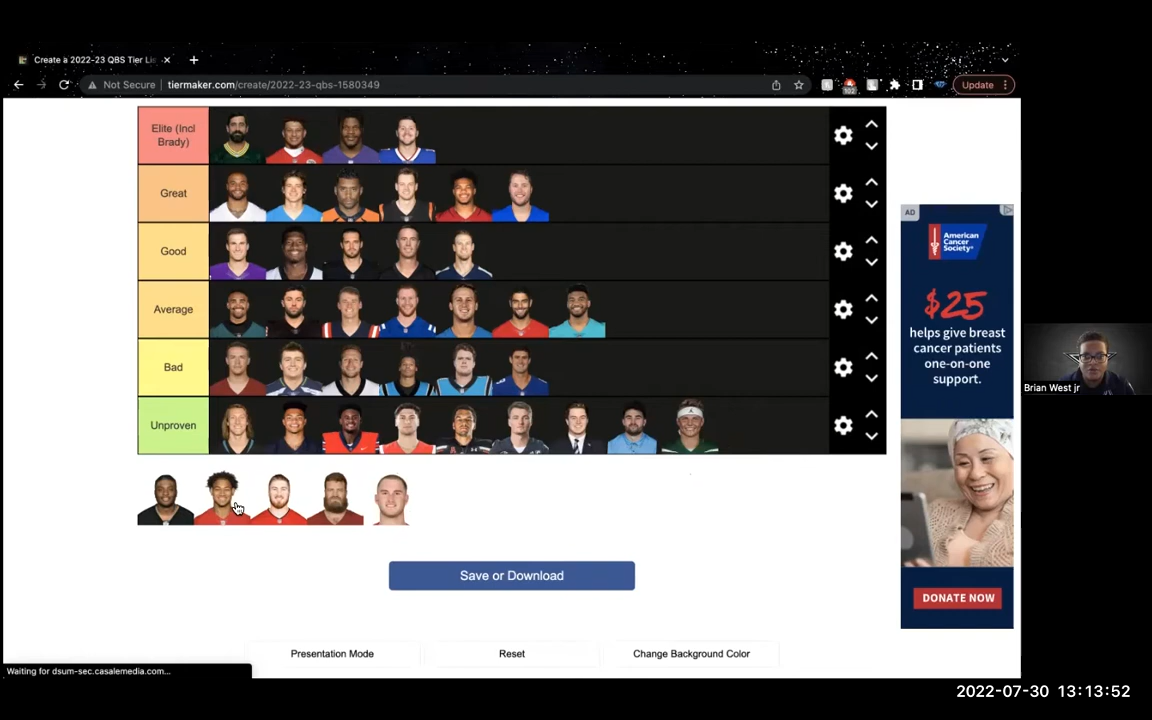 Create a 2022-23 QBS Tier Lis
Not Secure
tiermaker.com/create/2022-23-qbs-1580349
102
Update
Elite (Incl
Brady)
Great
Good
Average
Bad
Unproven
AD
American
Cancer
Society
$25
helps give breast
cancer patients
one-on-one
support.
DONATE NOW
Brian West jr
Save or Download
Presentation Mode
Reset
Change Background Color
Waiting for dsum-sec.casalemedia.com...
2022-07-30 13:13:52